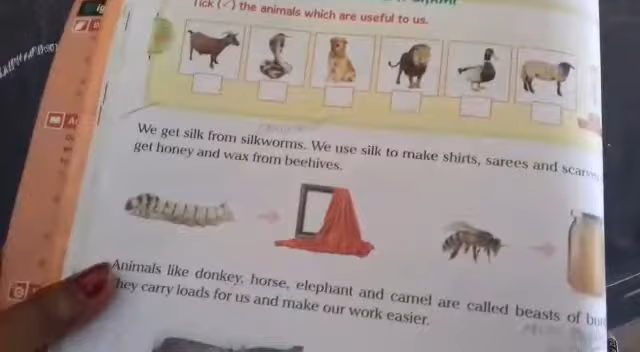 Tick (✓) the animals which are useful to us.
We get silk from silkworms. We use silk to make shirts, sarees and
get honey and wax from beehives.
Animals like donkey, horse, elephant and camel are called beasts of
they carry loads for us and make our work easier.